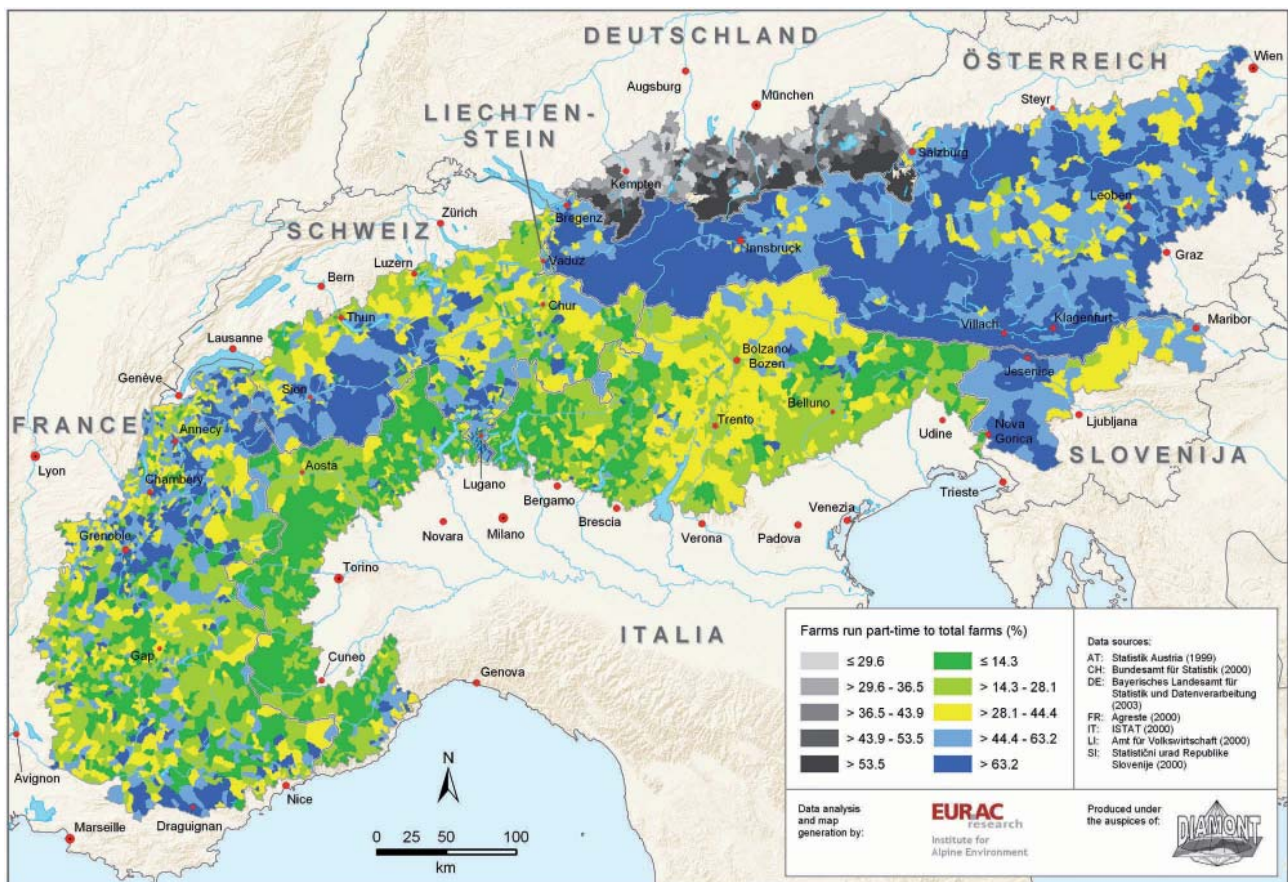 DEUTSCHLAND
ÖSTERREICH
Wien
Augsburg
München
Steyr
LIECHTEN-
STEIN
Salzburg
Kempten
Leoben
Zürich
Bregenz
Innsbruck
SCHWEIZ
Graz
Luzern
Vaduz
Bern
Chur
Thun
Villach
Klagenfurt
Maribor
Lausanne
Bolzano/
Bozen
Jesenice
Genève
Sion
Belluno
FRANCE
Annecy
Trento
Udine
Nova
Gorica
Ljubljana
Lyon
Aosta
SLOVENIJA
Chambéry
Lugano
Bergamo
Trieste
Brescia
Novara
Milano
Verona
Padova
Venezia
Grenoble
Torino
ITALIA
Gap
Cuneo
Genova
Avignon
Nice
Marseille
Draguignan
N
0 25 50 100
km
Farms run part-time to total farms (%)
≤ 29.6
> 29.6 - 36.5
> 36.5 - 43.9
> 43.9 - 53.5
> 53.5
≤ 14.3
> 14.3 - 28.1
> 28.1 - 44.4
> 44.4 - 63.2
> 63.2
Data sources:
AT: Statistik Austria (1999)
CH: Bundesamt für Statistik (2000)
DE: Bayerisches Landesamt für
Statistik und Datenverarbeitung
(2003)
FR: Agreste (2000)
IT: ISTAT (2000)
LI: Amt für Volkswirtschaft (2000)
SI: Statistični urad Republike
Slovenije (2000)
Data analysis
and map
generation by:
EURAC
research
Institute for
Alpine Environment
Produced under
the auspices of:
DIAMONT